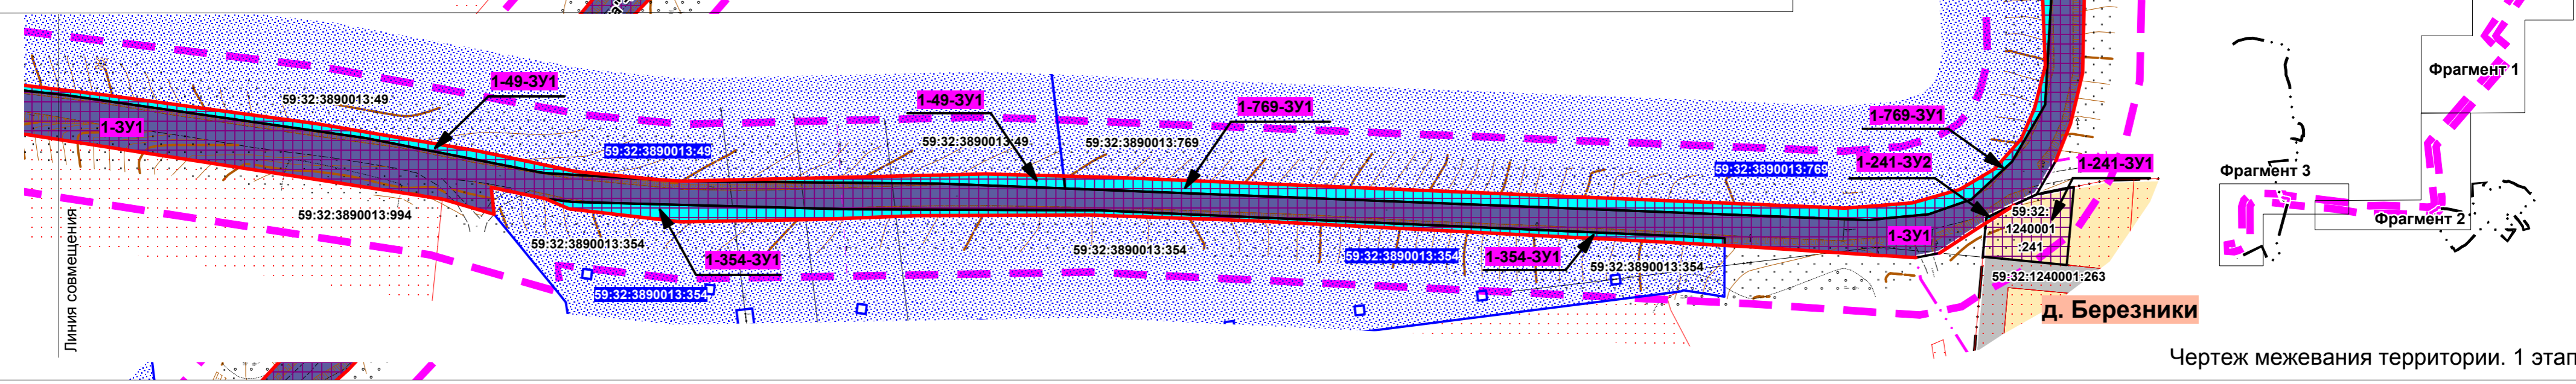 1-49-ЗУ1
59:32:3890013:49
1-ЗУ1
59:32:3890013:49
1-49-ЗУ1
59:32:3890013:49
1-769-ЗУ1
59:32:3890013:769
59:32:3890013:769
1-769-ЗУ1
1-241-ЗУ2
1-241-ЗУ1
59:32:3890013:994
Линия совмещения
59:32:3890013:354
1-354-ЗУ1
59:32:3890013:354
59:32:3890013:354
59:32:3890013:354
1-354-ЗУ1
59:32:3890013:354
1-ЗУ1
59:32:
1240001
:241
59:32:1240001:263
д. Березники
Фрагмент 1
Фрагмент 3
Фрагмент 2
Чертеж межевания территории. 1 этап